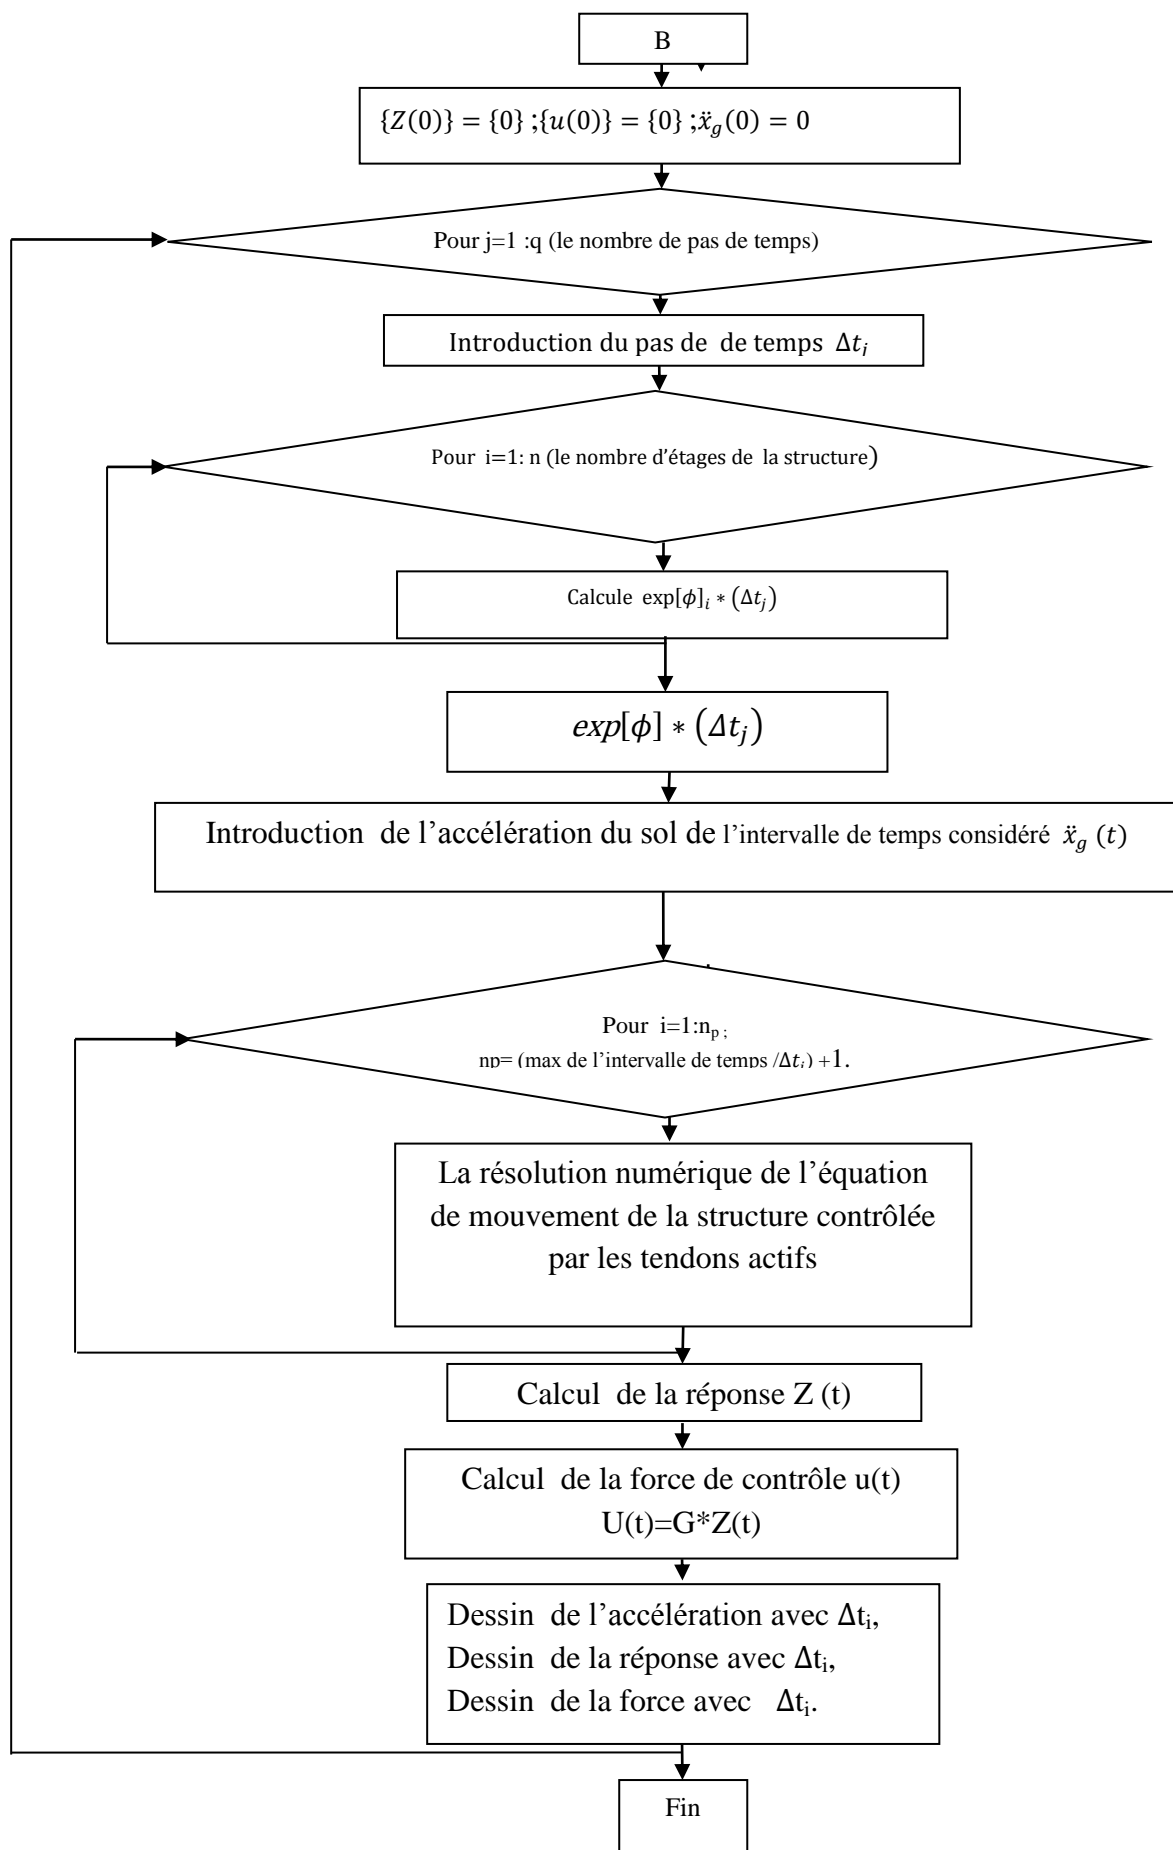 B
{Z(0)} = {0} ;{u(0)} = {0} ;ẍ_g(0) = 0
Pour j=1 :q (le nombre de pas de temps)
Introduction du pas de de temps Δt_i
Pour i=1: n (le nombre d'étages de la structure)
Calcule exp[ϕ]_i * (Δt_j)
exp[ϕ] * (Δt_j)
Introduction de l’accélération du sol de l’intervalle de temps considéré ẍ_g (t)
Pour i=1:n_p ;
np= (max de l’intervalle de temps /Δt_i) +1.
La résolution numérique de l’équation
de mouvement de la structure contrôlée
par les tendons actifs
Calcul de la réponse Z (t)
Calcul de la force de contrôle u(t)
U(t)=G*Z(t)
Dessin de l’accélération avec Δt_i,
Dessin de la réponse avec Δt_i,
Dessin de la force avec Δt_i.
Fin